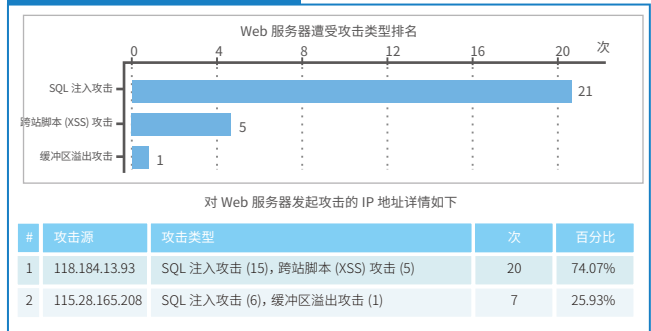 Web 服务器遭受攻击类型排名
0 4 8 12 16 20 次
SQL 注入攻击 21
跨站脚本 (XSS) 攻击 5
缓冲区溢出攻击 1
对 Web 服务器发起攻击的 IP 地址详情如下
# 攻击源 攻击类型 次 百分比
1 118.184.13.93 SQL 注入攻击 (15), 跨站脚本 (XSS) 攻击 (5) 20 74.07%
2 115.28.165.208 SQL 注入攻击 (6), 缓冲区溢出攻击 (1) 7 25.93%